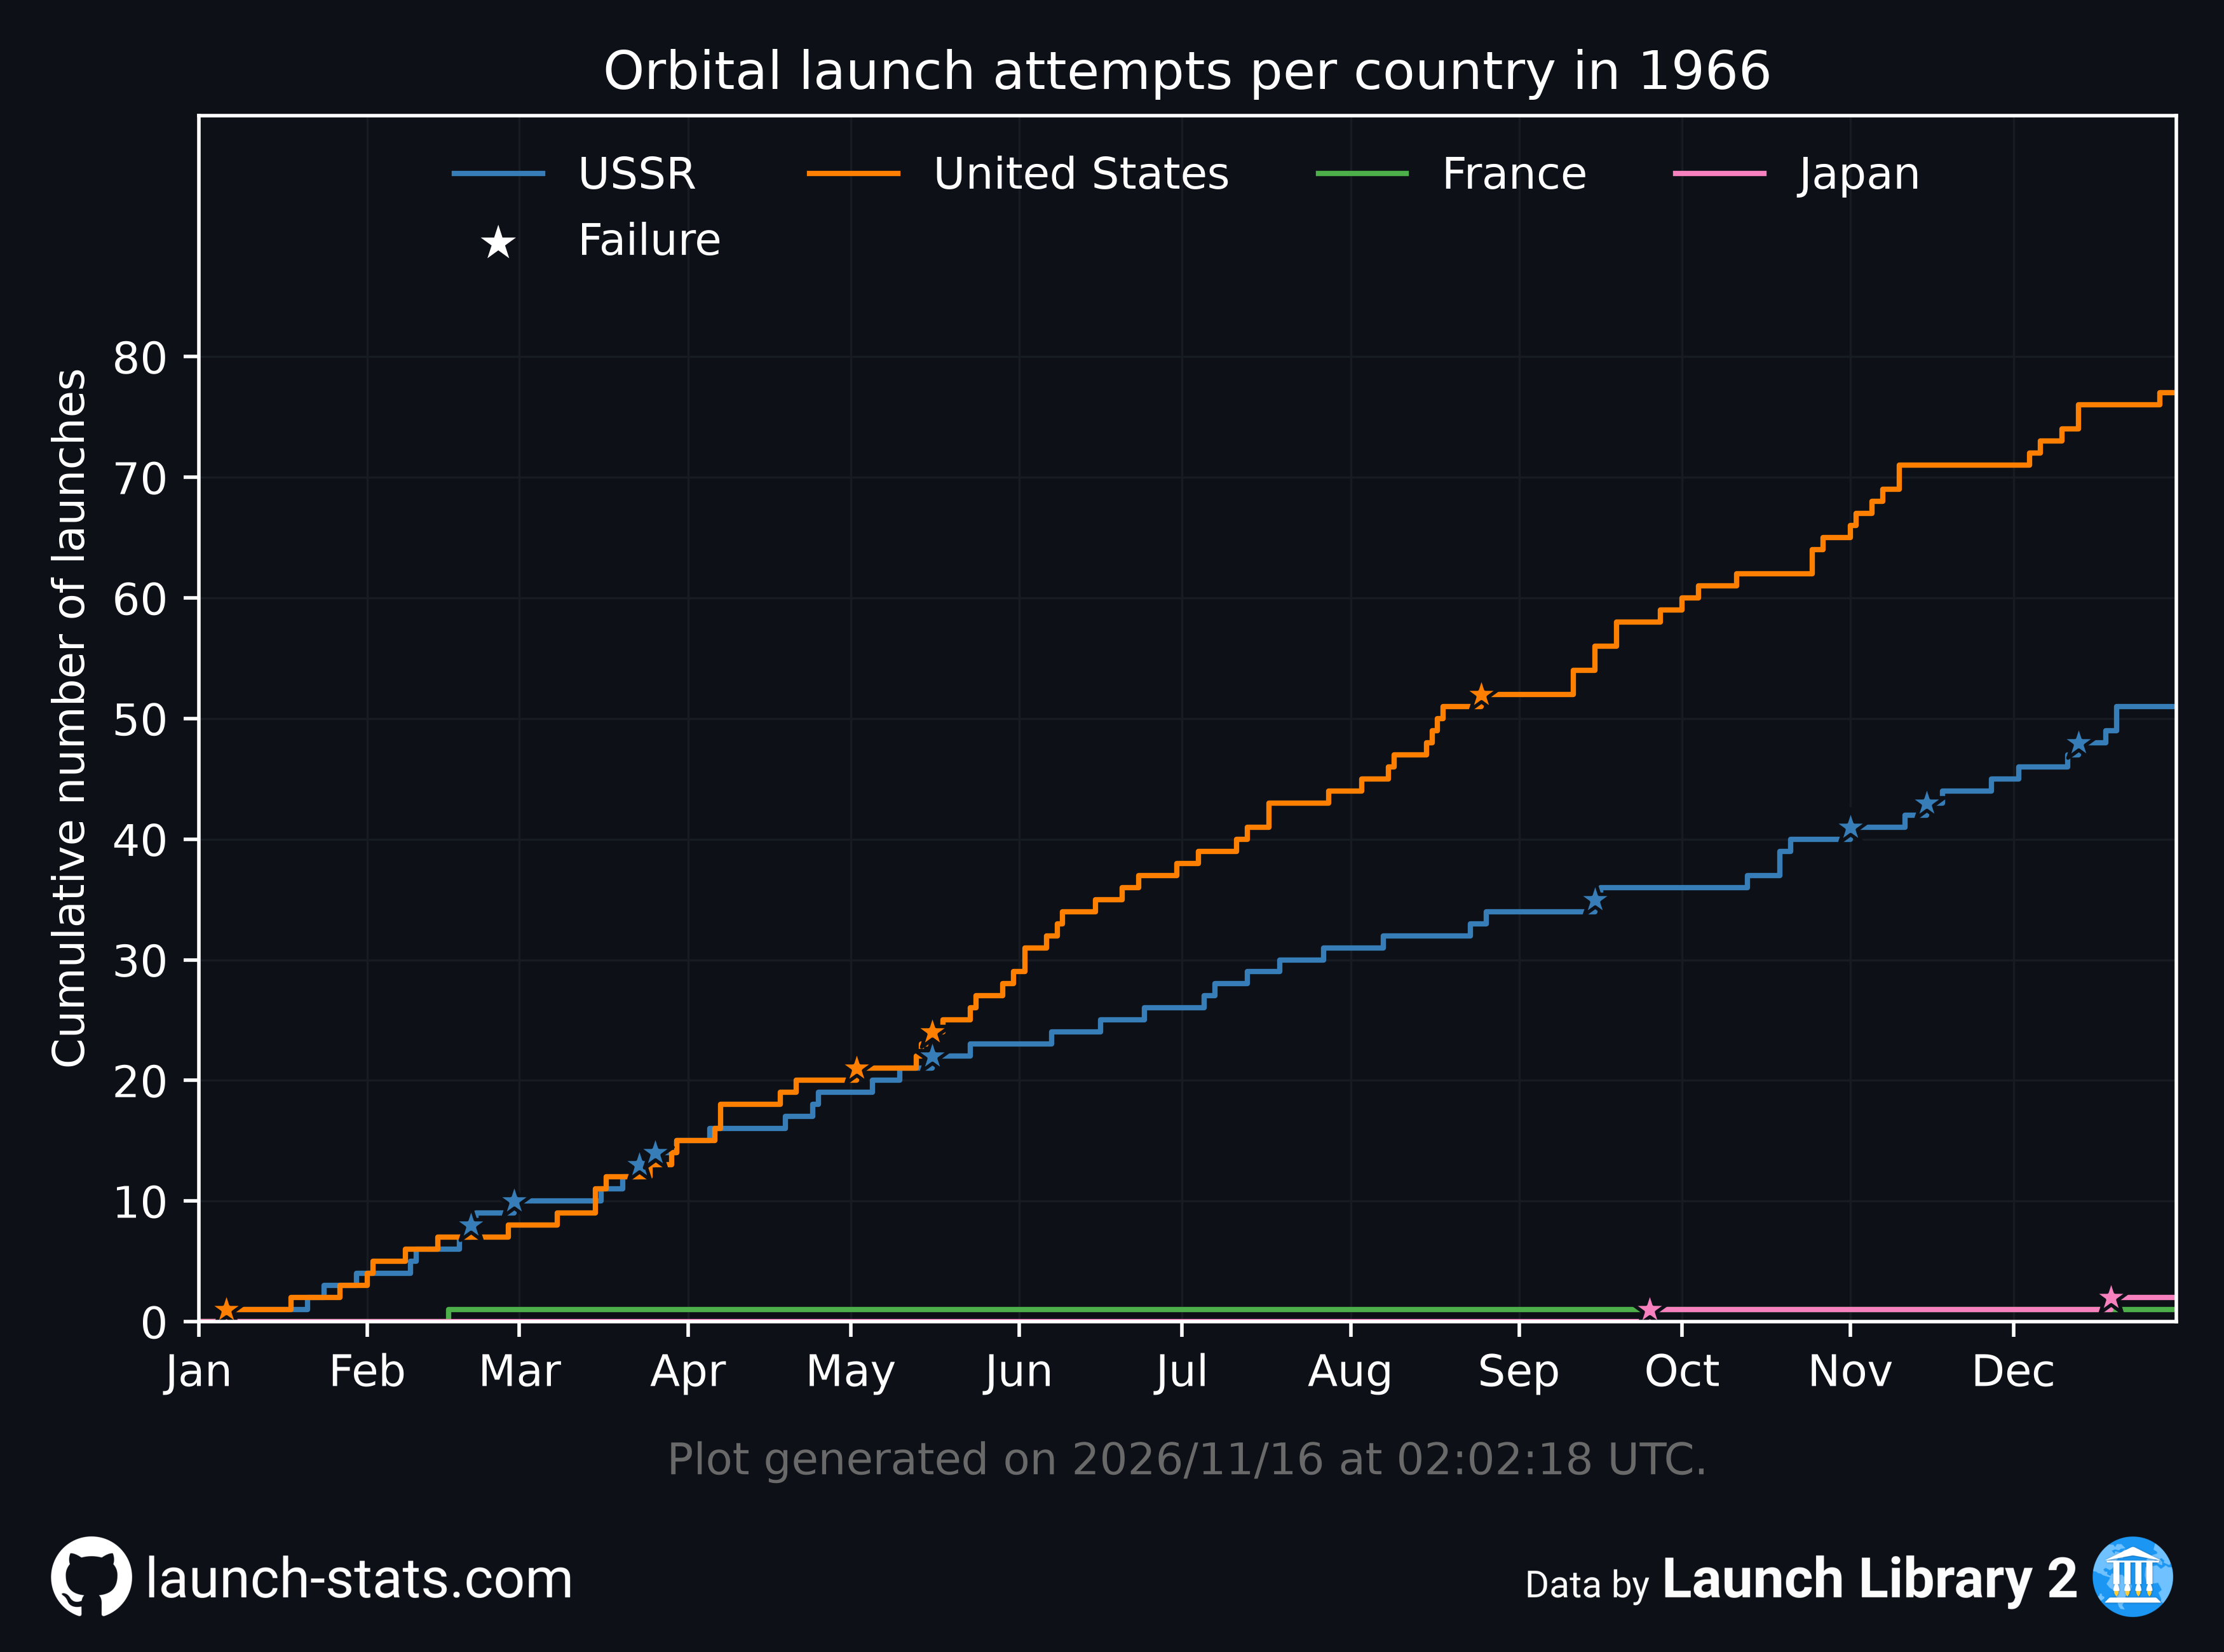 Orbital launch attempts per country in 1966
USSR United States France Japan
Failure
Cumulative number of launches
80
70
60
50
40
30
20
10
0
Jan Feb Mar Apr May Jun Jul Aug Sep Oct Nov Dec
Plot generated on 2026/11/16 at 02:02:18 UTC.
launch-stats.com
Data by Launch Library 2